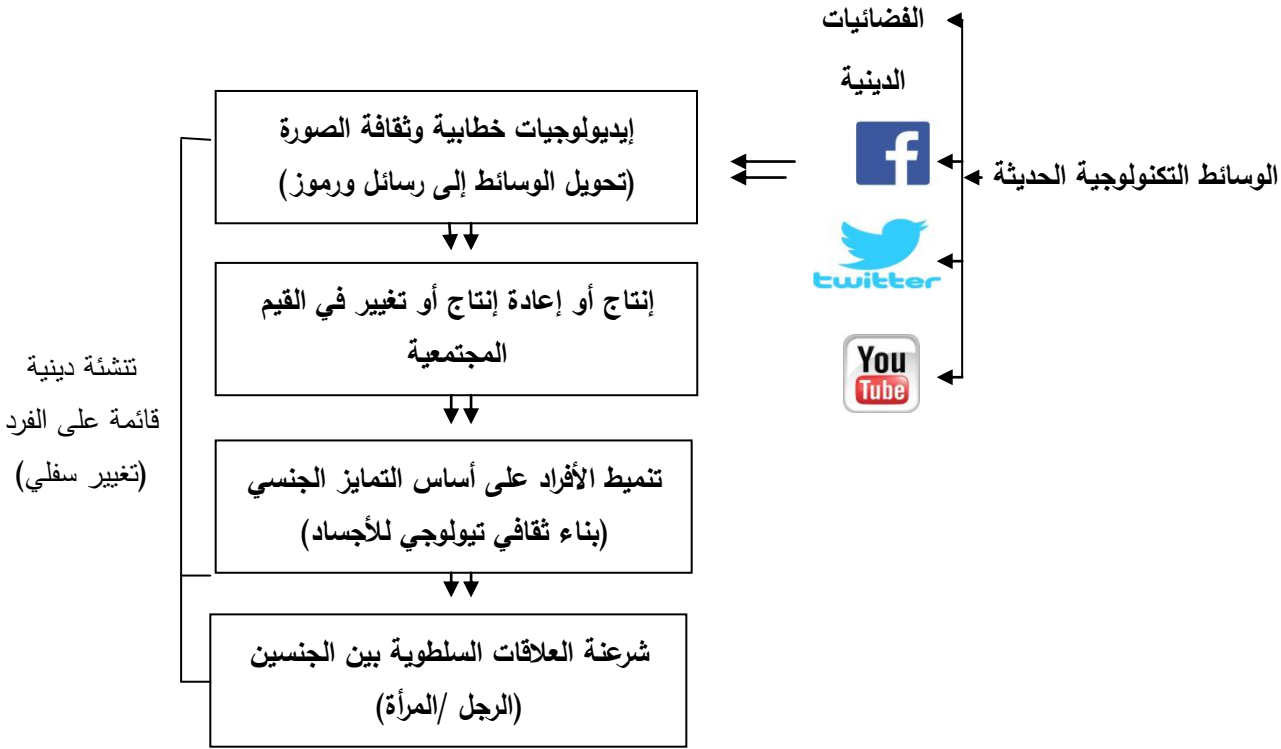 الوسائط التكنولوجية الحديثة
الفضائيات
الدينية
f
twitter
You
Tube
إيديولوجيات خطابية وثقافة الصورة
(تحويل الوسائط إلى رسائل ورموز)
إنتاج أو إعادة إنتاج أو تغيير في القيم
المجتمعية
تنميط الأفراد على أساس التمايز الجنسي
(بناء ثقافي تيولوجي للأجساد)
شرعنة العلاقات السلطوية بين الجنسين
(الرجل /المرأة)
تنشئة دينية
قائمة على الفرد
(تغيير سفلي)